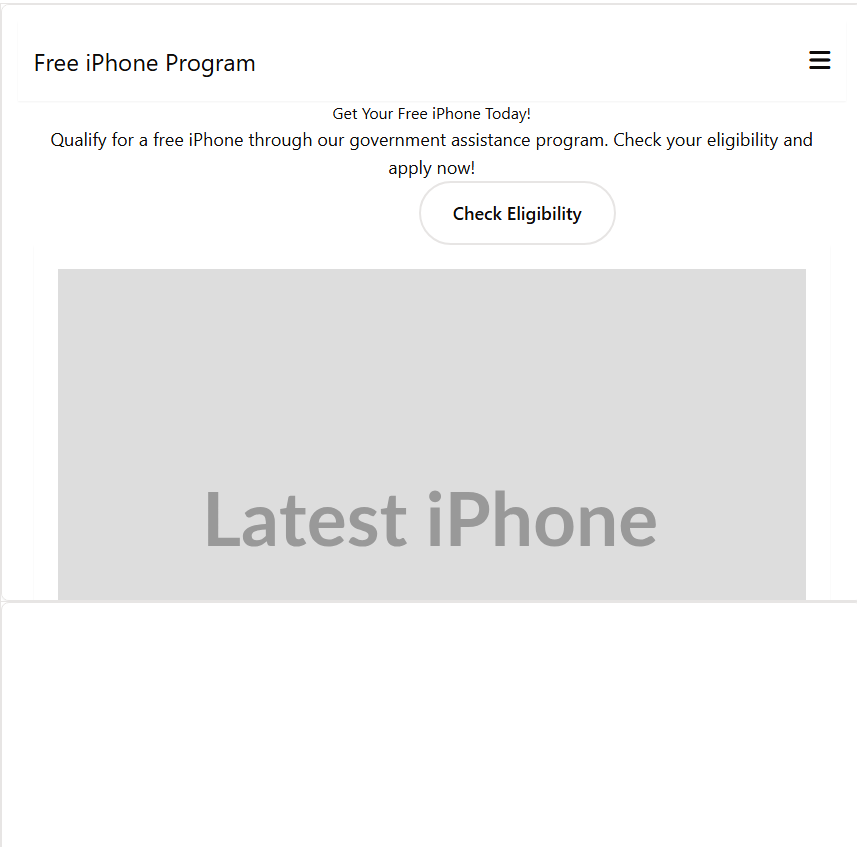 Free iPhone Program
Get Your Free iPhone Today!
Qualify for a free iPhone through our government assistance program. Check your eligibility and
apply now!
Check Eligibility
Latest iPhone